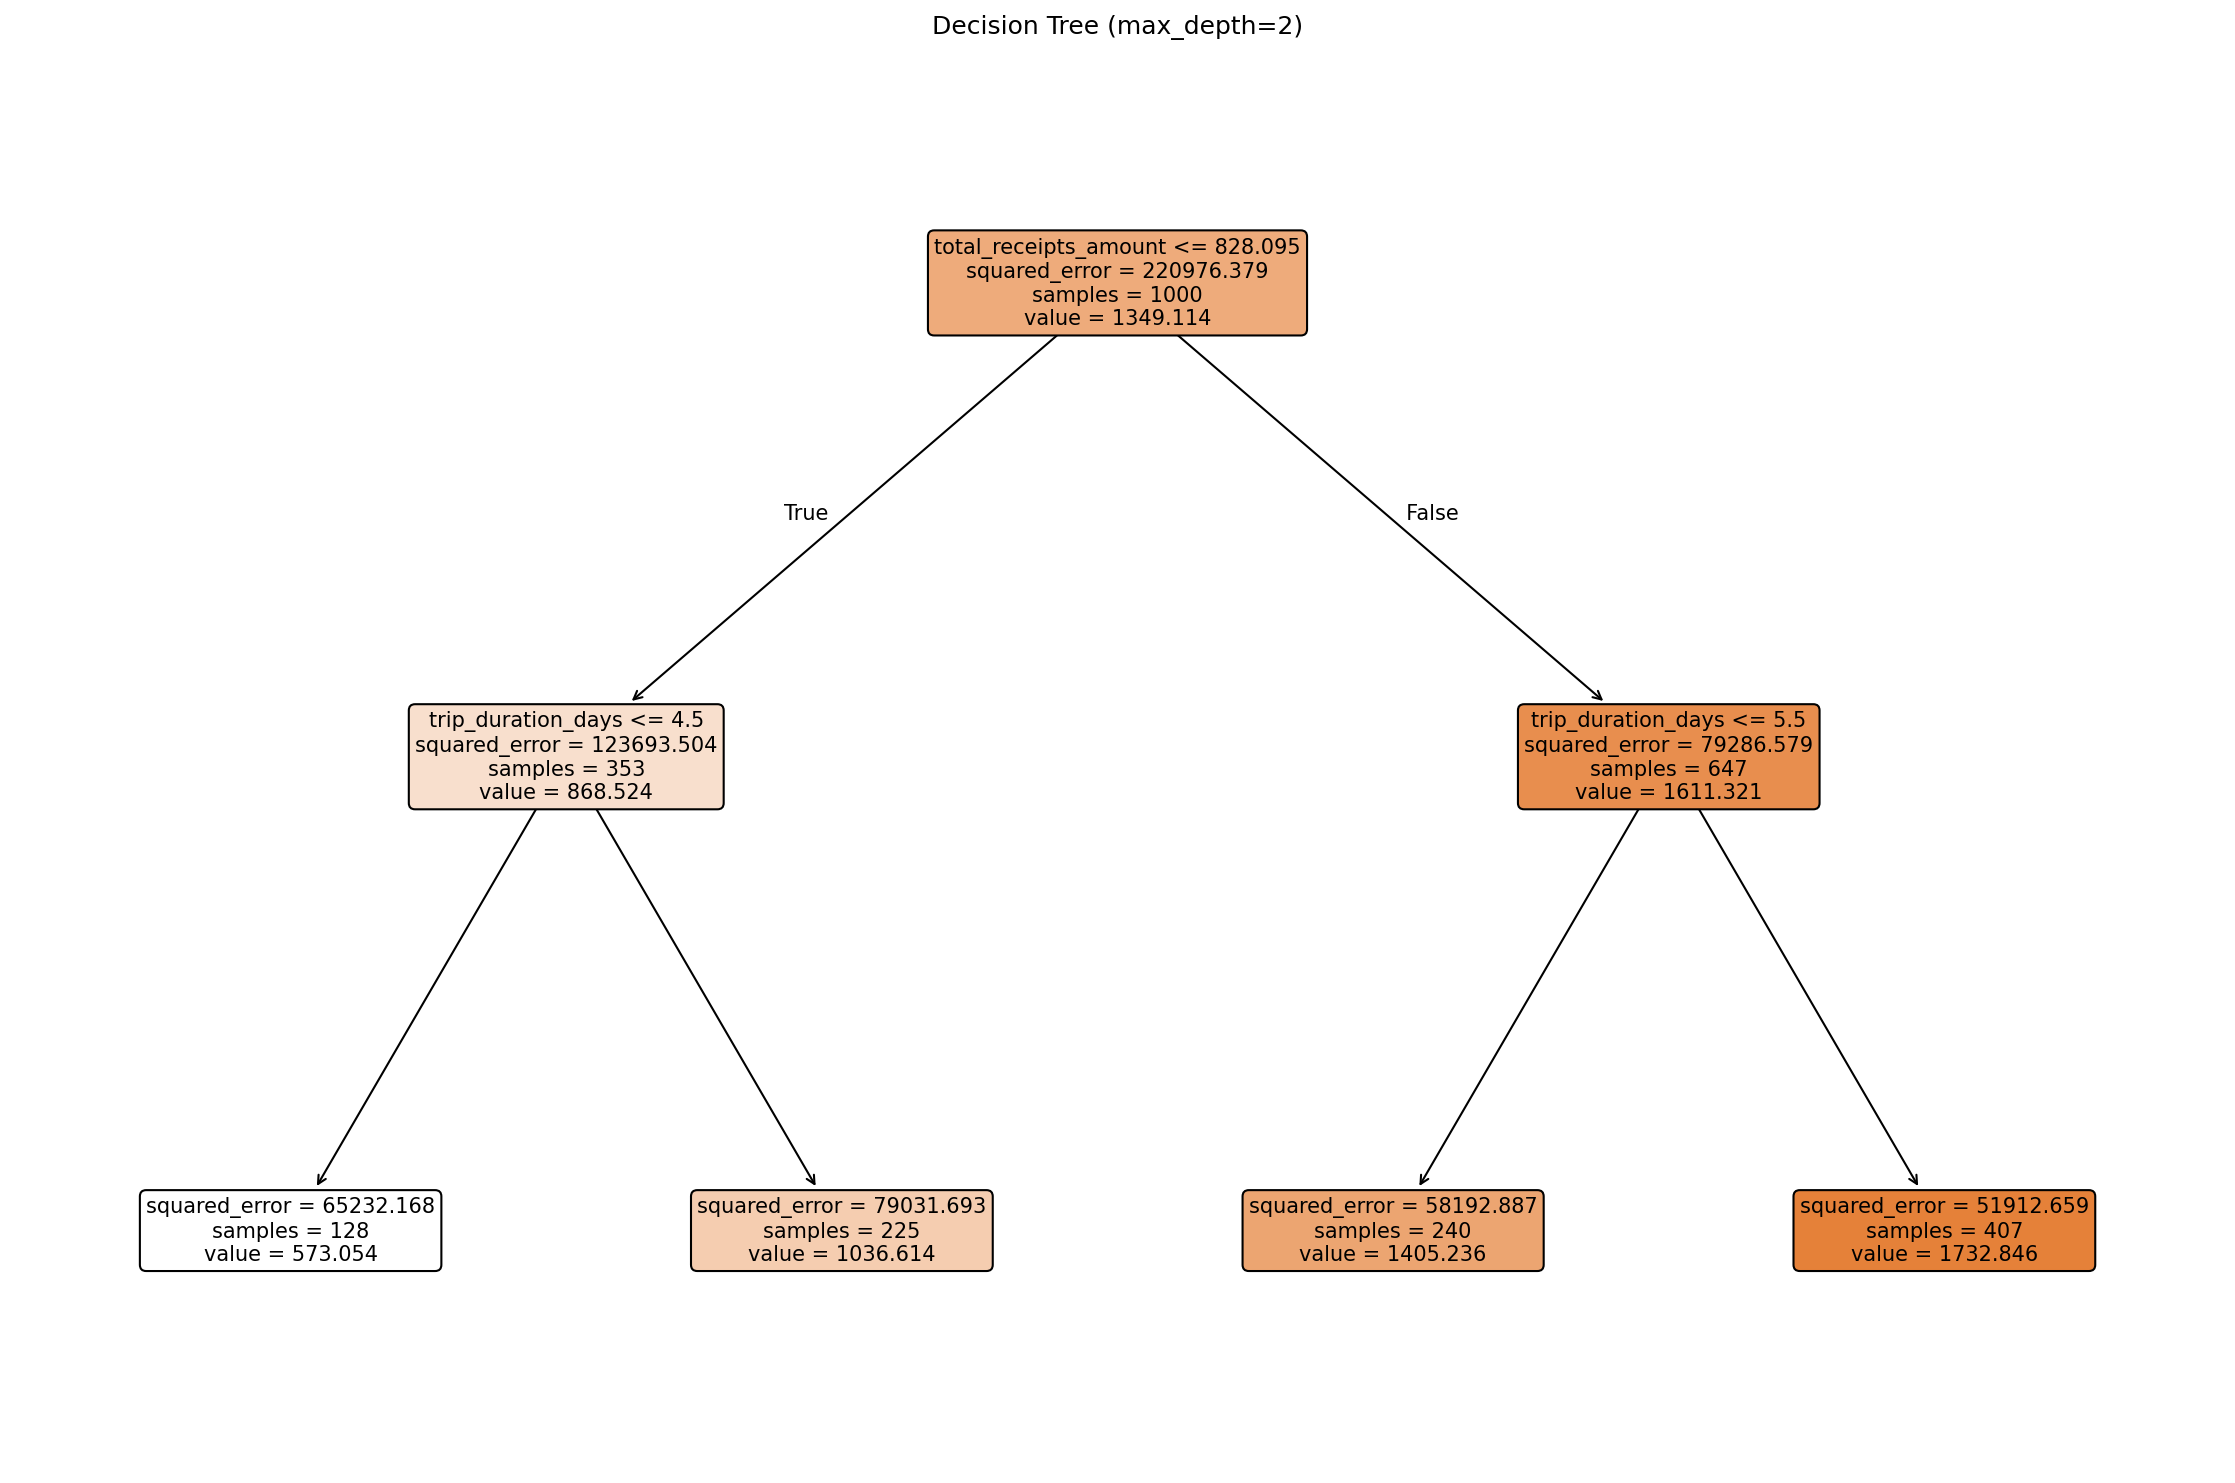 Decision Tree (max_depth=2)
total_receipts_amount <= 828.095
squared_error = 220976.379
samples = 1000
value = 1349.114
True
False
trip_duration_days <= 4.5
squared_error = 123693.504
samples = 353
value = 868.524
trip_duration_days <= 5.5
squared_error = 79286.579
samples = 647
value = 1611.321
squared_error = 65232.168
samples = 128
value = 573.054
squared_error = 79031.693
samples = 225
value = 1036.614
squared_error = 58192.887
samples = 240
value = 1405.236
squared_error = 51912.659
samples = 407
value = 1732.846